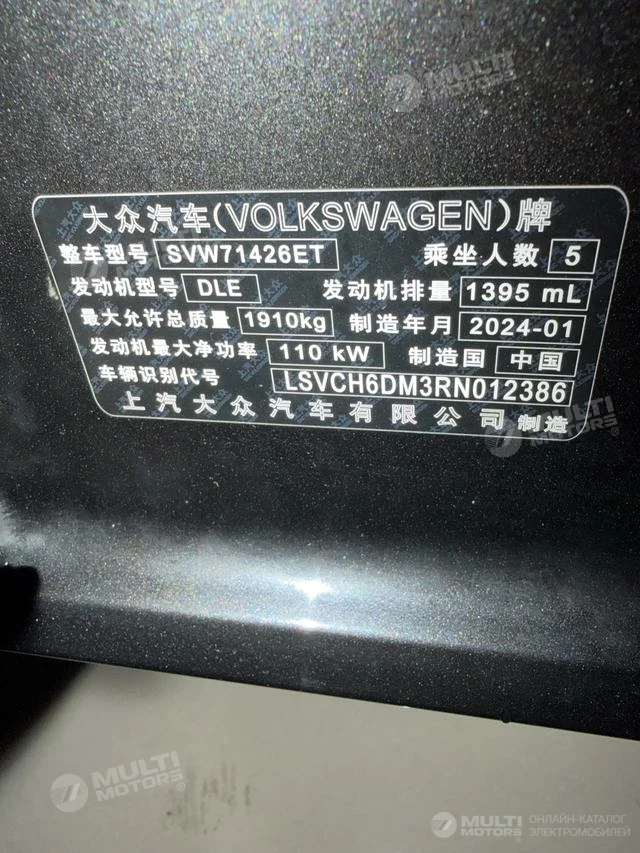 MULTI MOTORS®
大众汽车(VOLKSWAGEN)牌
整车型号 SVW71426ET 乘坐人数 5
发动机型号 DLE 发动机排量 1395 mL
最大允许总质量 1910kg 制造年月 2024-01
发动机最大净功率 110 kW 制造国 中国
车辆识别代号 LSVCH6DM3RN012386
上汽大众汽车有限公司 制造
MULTI MOTORS®
MULTI MOTORS®
MULTI MOTORS® ОНЛАЙН-КАТАЛОГ ЭЛЕКТРОМОБИЛЕЙ